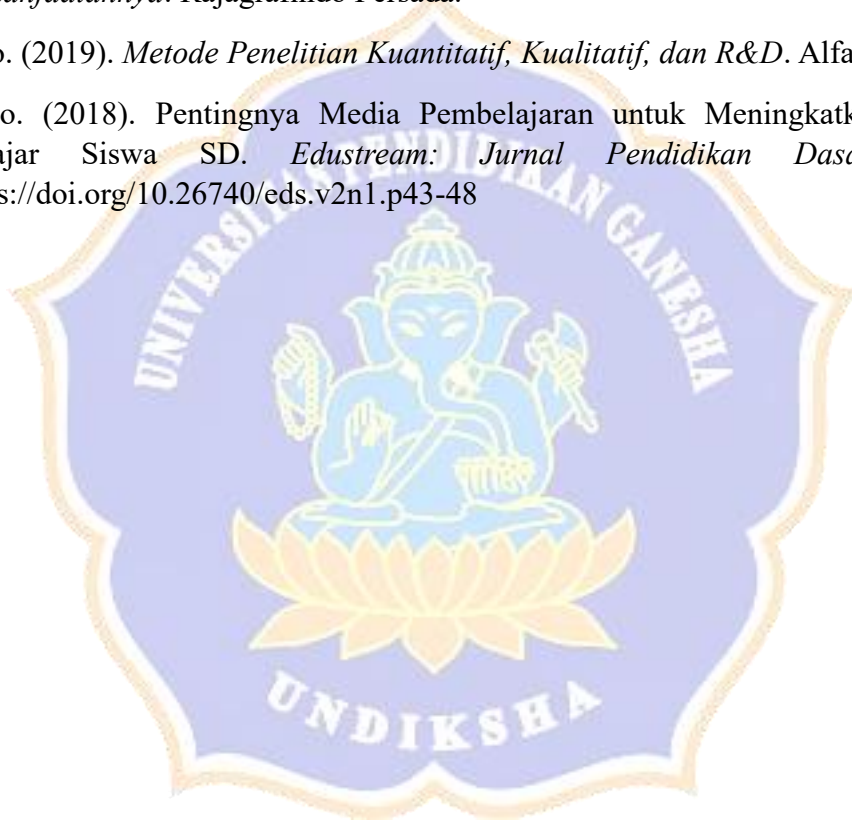 Rajagrafindo Persada.
o. (2019). Metode Penelitian Kuantitatif, Kualitatif, dan R&D. Alfa
o. (2018). Pentingnya Media Pembelajaran untuk Meningkatk
ajar Siswa SD. Edustream: Jurnal Pendidikan Dasa
s://doi.org/10.26740/eds.v2n1.p43-48
UNIVERSITAS PENDIDIKAN GANESHA
UNDIKSHA